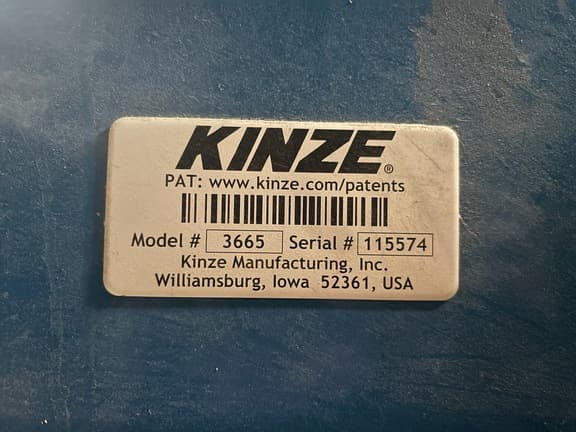 KINZE®
PAT: www.kinze.com/patents
Model # 3665 Serial # 115574
Kinze Manufacturing, Inc.
Williamsburg, Iowa 52361, USA